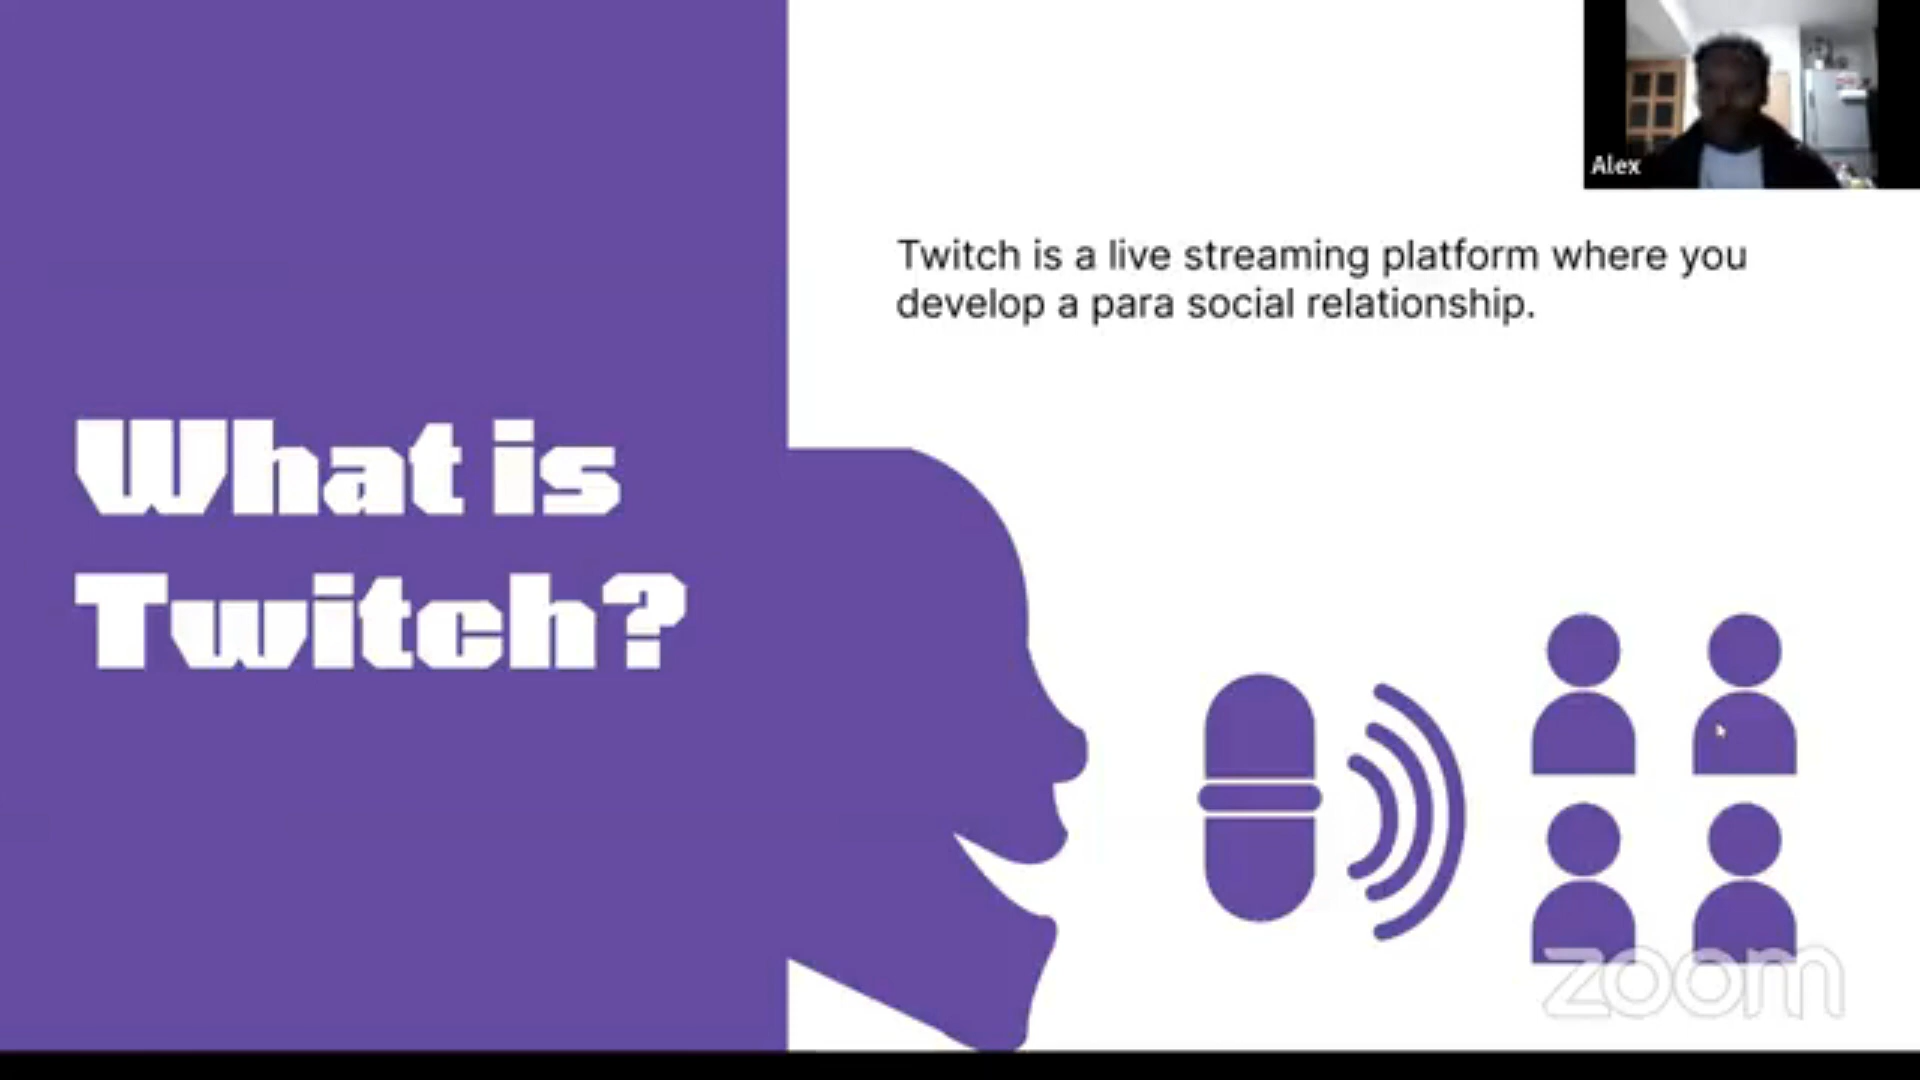 Alex
Twitch is a live streaming platform where you
develop a para social relationship.
What is
Twitch?
zoom